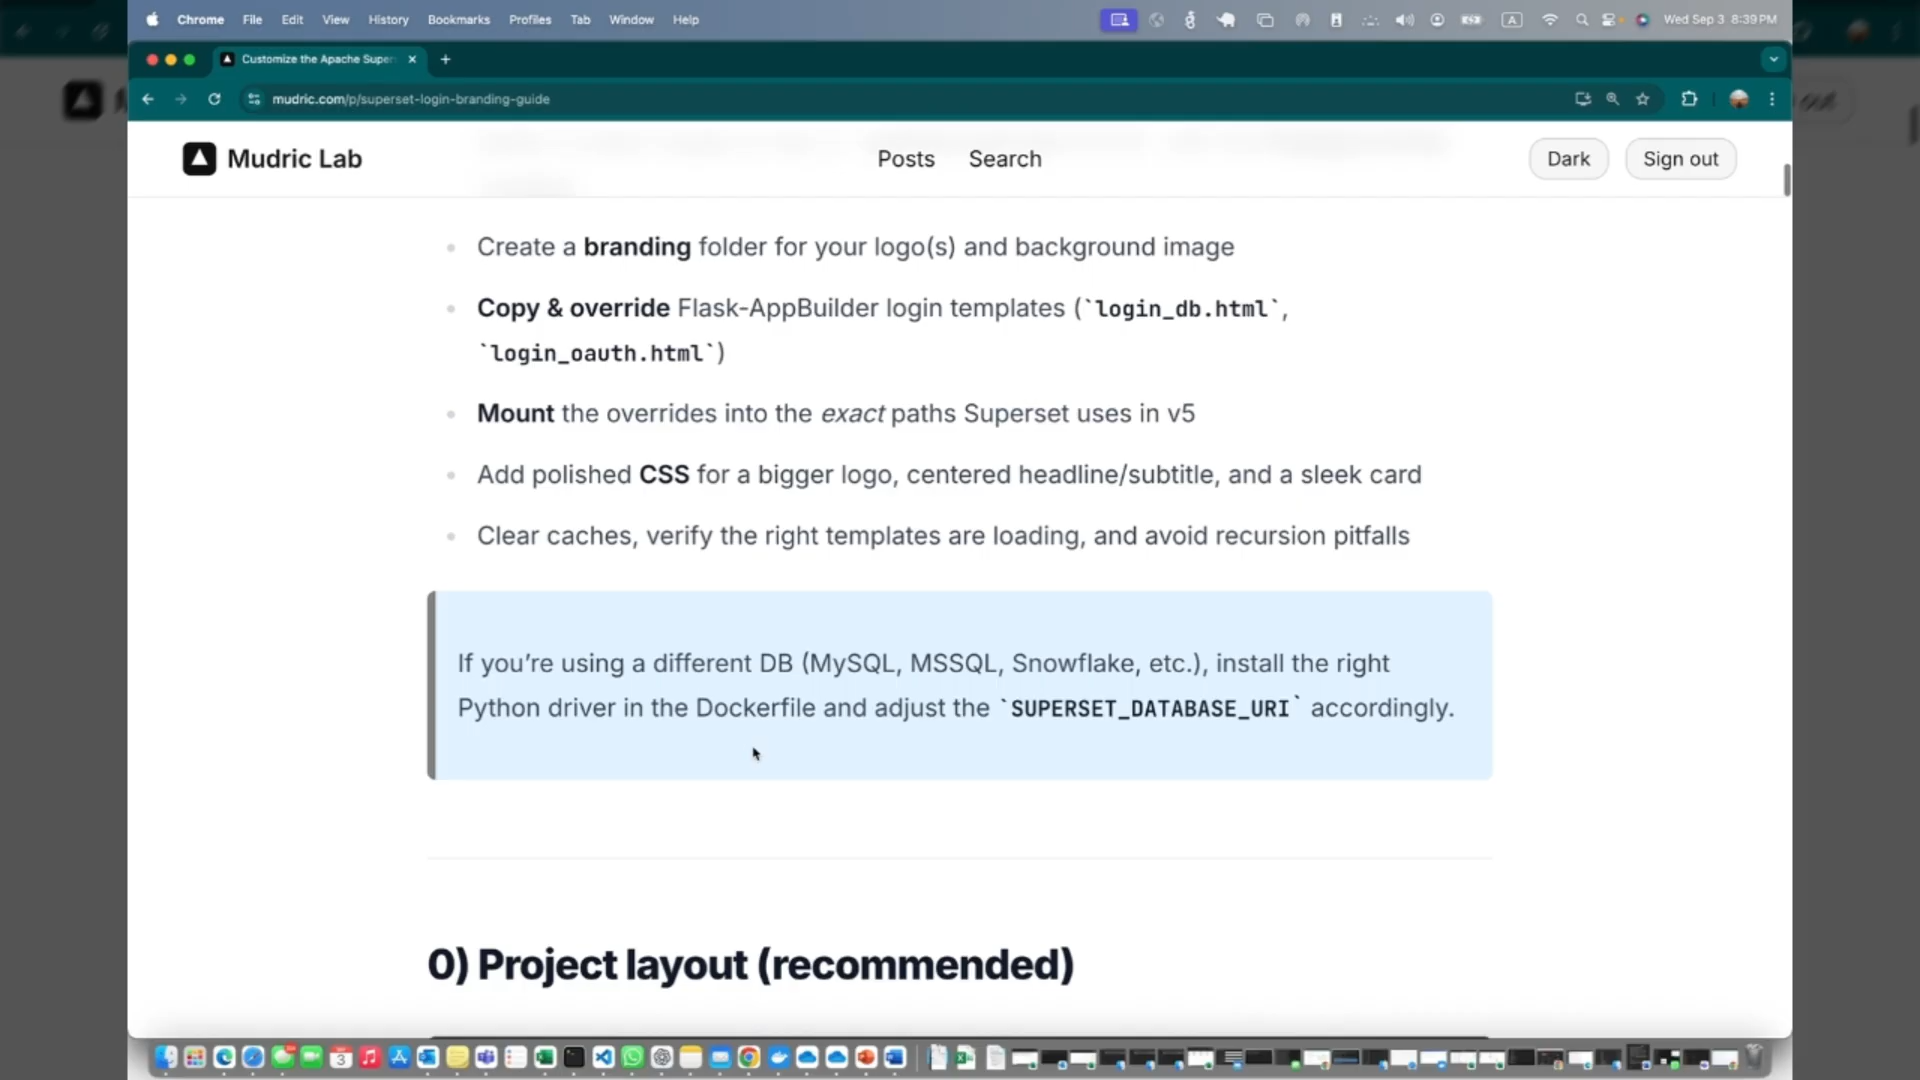 Chrome File Edit View History Bookmarks Profiles Tab Window Help
A
Wed Sep 3 8:39 PM
Customize the Apache Super
mudric.com/p/superset-login-branding-guide
Mudric Lab
Posts
Search
Dark
Sign out
Create a branding folder for your logo(s) and background image
Copy & override Flask-AppBuilder login templates (`login_db.html`,
`login_oauth.html`)
Mount the overrides into the exact paths Superset uses in v5
Add polished CSS for a bigger logo, centered headline/subtitle, and a sleek card
Clear caches, verify the right templates are loading, and avoid recursion pitfalls
If you’re using a different DB (MySQL, MSSQL, Snowflake, etc.), install the right
Python driver in the Dockerfile and adjust the `SUPERSET_DATABASE_URI` accordingly.
0) Project layout (recommended)
3